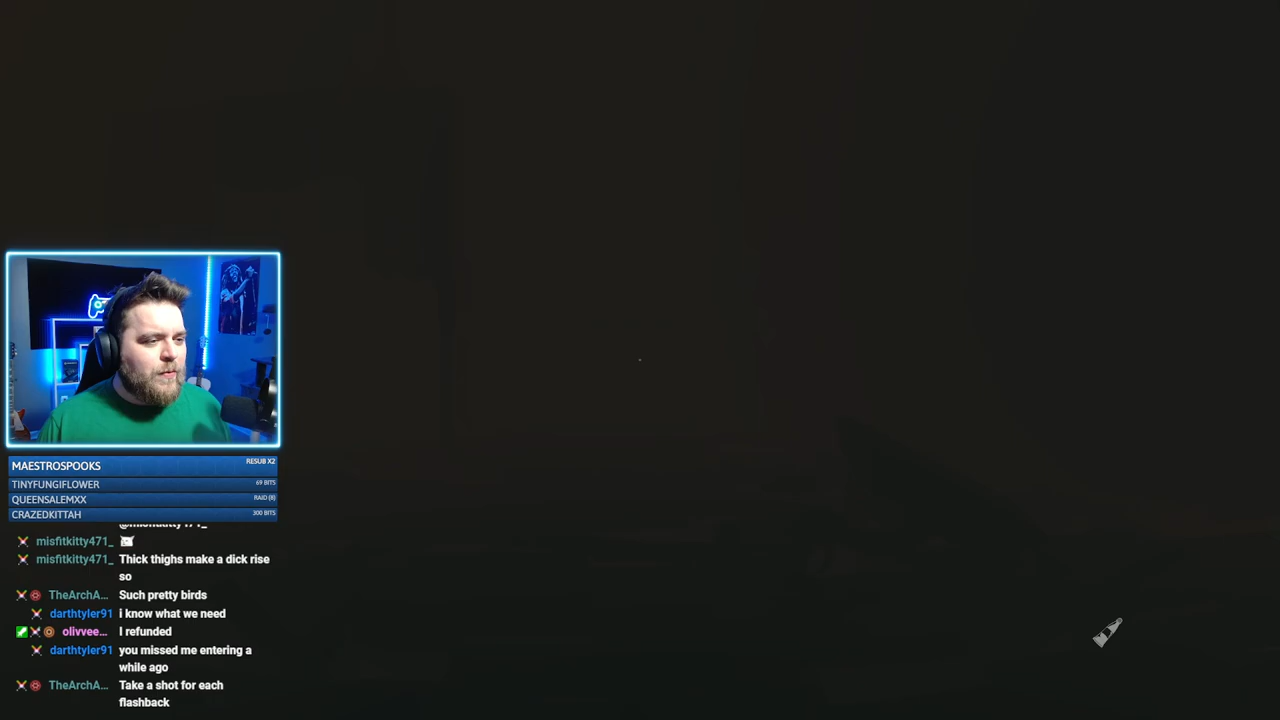 MAESTROSPOOKS RESUB X2
TINYFUNGIFLOWER 69 BITS
QUEENSALEMXX RAID (8)
CRAZEDKITTAH 300 BITS
misfitkitty471_
misfitkitty471_ Thick thighs make a dick rise
so
TheArchA... Such pretty birds
darthtyler91 i know what we need
olivvee... I refunded
darthtyler91 you missed me entering a
while ago
TheArchA... Take a shot for each
flashback